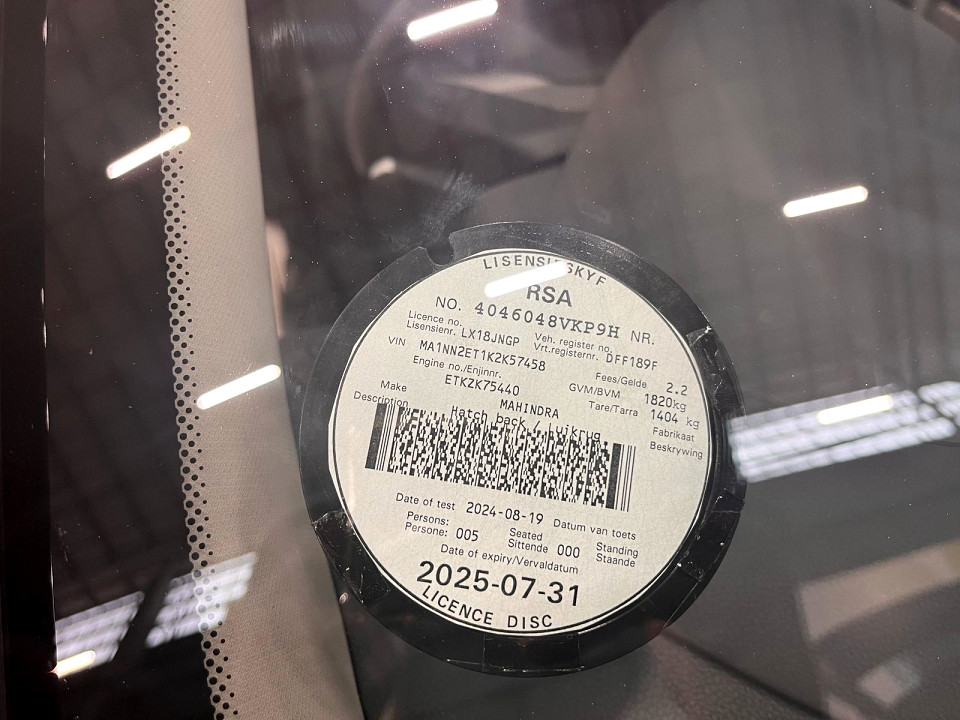 LISENSIESKYF
RSA
NO. 4046048VKP9H NR.
Licence no. Veh. register no.
Lisensienr. LX18JNGP Vrt.registernr. DFF189F
VIN MA1NN2ET1K2K57458 Fees/Gelde 2.2
Engine no./Enjinnr. GVM/BVM 1820kg
ETKZK75440 Tare/Tarra 1404 kg
Make MAHINDRA Fabrikaat
Description Hatch back / Luikrug Beskrywing
Date of test 2024-08-19 Datum van toets
Persons: Seated Standing
Persone: 005 Sittende 000 Staande
Date of expiry/Vervaldatum
2025-07-31
LICENCE DISC